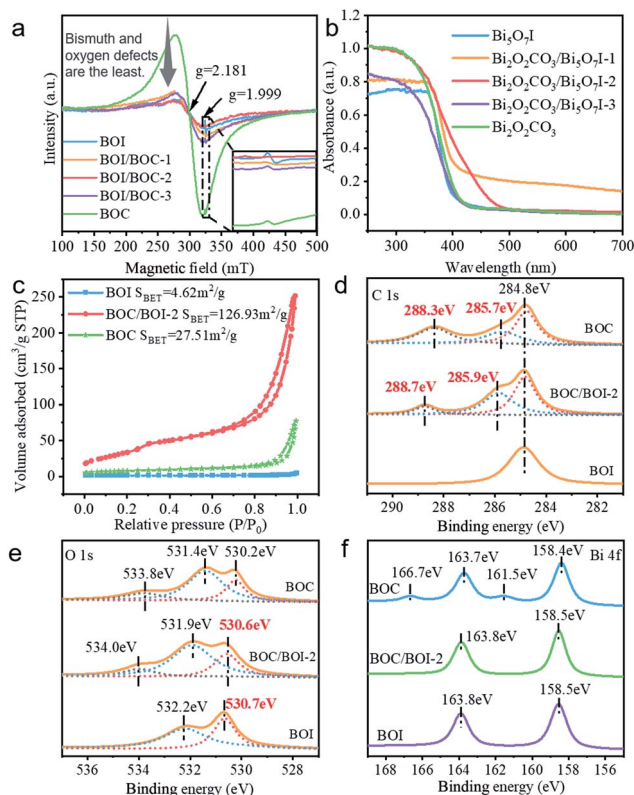 a
Bismuth and
oxygen defects
are the least.
g=2.181
g=1.999
BOI
BOI/BOC-1
BOI/BOC-2
BOI/BOC-3
BOC
Intensity (a.u.)
100 200 300 400 500
Magnetic field (mT)
b
Bi₅O₇I
Bi₂O₂CO₃/Bi₅O₇I-1
Bi₂O₂CO₃/Bi₅O₇I-2
Bi₂O₂CO₃/Bi₅O₇I-3
Bi₂O₂CO₃
Absorbance (a.u.)
1.2
1.0
0.8
0.6
0.4
0.2
0.0
300 400 500 600 700
Wavelength (nm)
c
BOI S_BET=4.62m²/g
BOC/BOI-2 S_BET=126.93m²/g
BOC S_BET=27.51m²/g
Volume adsorbed (cm³/g STP)
250
200
150
100
50
0
0.0 0.2 0.4 0.6 0.8 1.0
Relative pressure (P/P₀)
d
C 1s
284.8eV
288.3eV
285.7eV
BOC
288.7eV
285.9eV
BOC/BOI-2
BOI
290 288 286 284 282
Binding energy (eV)
e
O 1s
531.4eV
530.2eV
533.8eV
BOC
531.9eV
530.6eV
534.0eV
BOC/BOI-2
532.2eV
530.7eV
BOI
536 534 532 530 528
Binding energy (eV)
f
Bi 4f
158.4eV
163.7eV
166.7eV
161.5eV
BOC
158.5eV
163.8eV
BOC/BOI-2
158.5eV
163.8eV
BOI
168 166 164 162 160 158 156
Binding energy (eV)